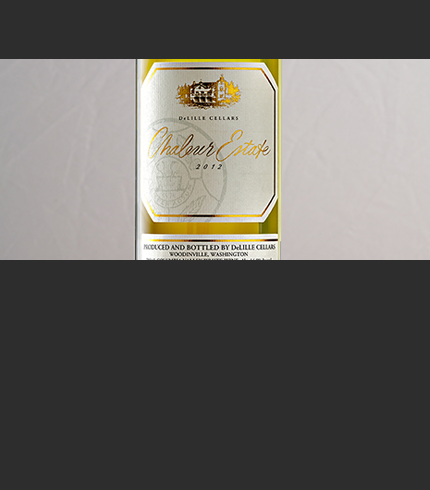 DeLILLE CELLARS
Chaleur Estate
2012
PRODUCED AND BOTTLED BY DeLILLE CELLARS
WOODINVILLE, WASHINGTON